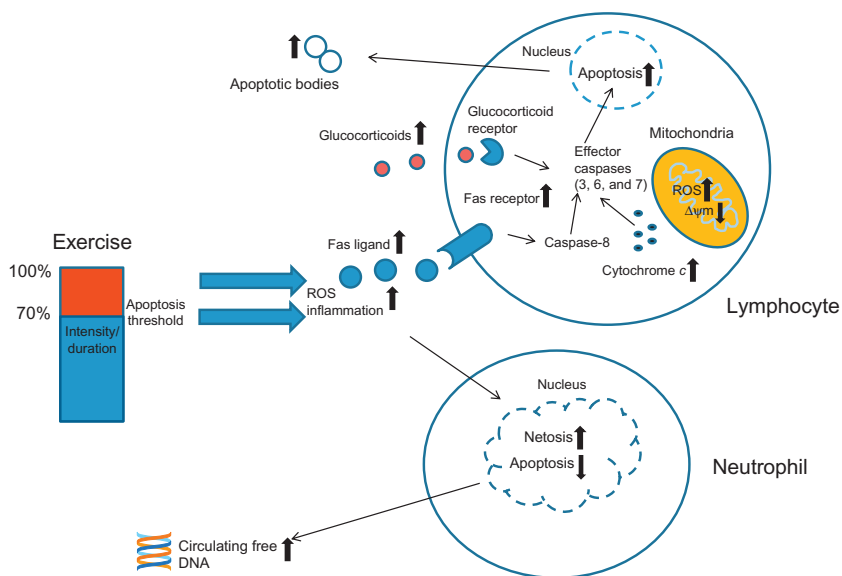 Nucleus
Apoptosis
Apoptotic bodies
Glucocorticoids
Glucocorticoid
receptor
Mitochondria
Effector
caspases
(3, 6, and 7)
ROS
Δψm
Fas receptor
Caspase-8
Cytochrome c
Lymphocyte
Exercise
100%
70%
Intensity/
duration
Apoptosis
threshold
Fas ligand
ROS
inflammation
Nucleus
Netosis
Apoptosis
Neutrophil
Circulating free
DNA